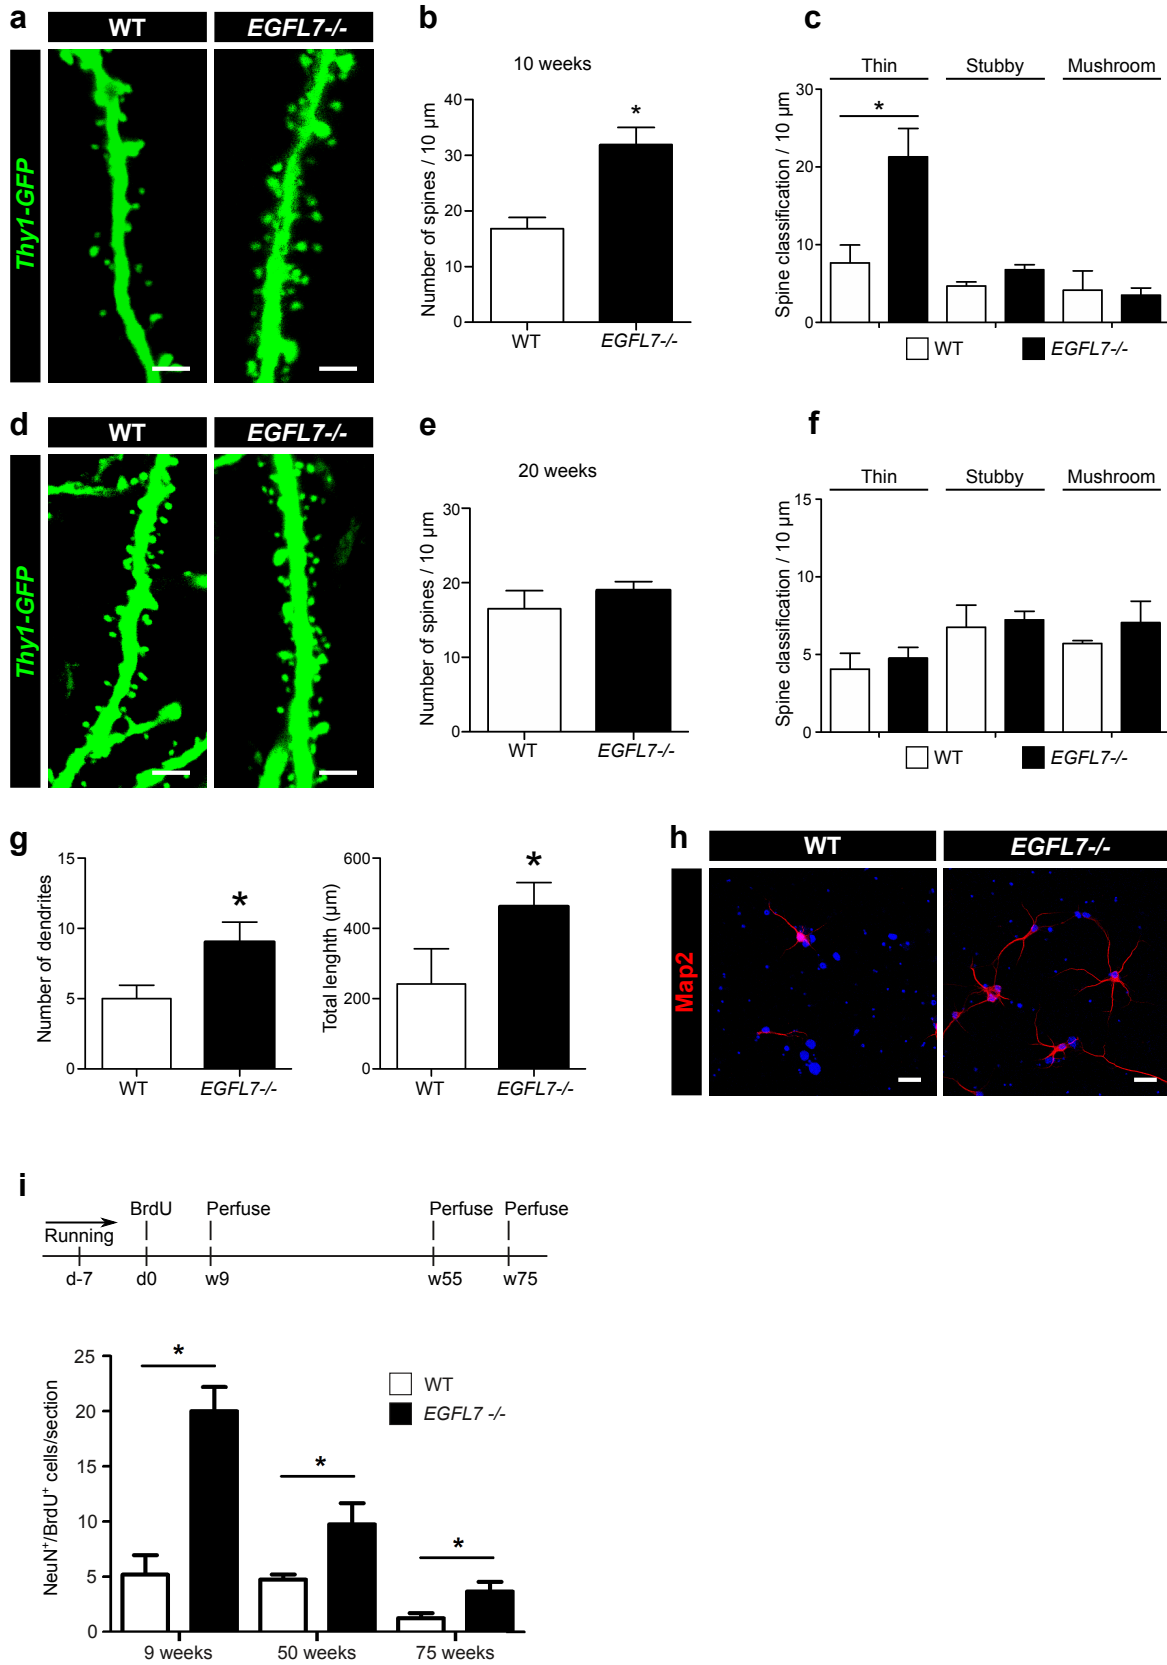 a
WT
EGFL7-/-
Thy1-GFP
b
10 weeks
Number of spines / 10 µm
40
30
20
10
0
*
WT
EGFL7-/-
c
Thin
Stubby
Mushroom
Spine classification / 10 µm
30
20
10
0
*
WT
EGFL7-/-
d
WT
EGFL7-/-
Thy1-GFP
e
20 weeks
Number of spines / 10 µm
30
20
10
0
WT
EGFL7-/-
f
Thin
Stubby
Mushroom
Spine classification / 10 µm
15
10
5
0
WT
EGFL7-/-
g
Number of dendrites
15
10
5
0
*
WT
EGFL7-/-
Total lenghth (µm)
600
400
200
0
*
WT
EGFL7-/-
h
WT
EGFL7-/-
Map2
i
BrdU
Perfuse
Perfuse
Perfuse
Running
d-7
d0
w9
w55
w75
NeuN+/BrdU+ cells/section
25
20
15
10
5
0
*
*
*
WT
EGFL7 -/-
9 weeks
50 weeks
75 weeks